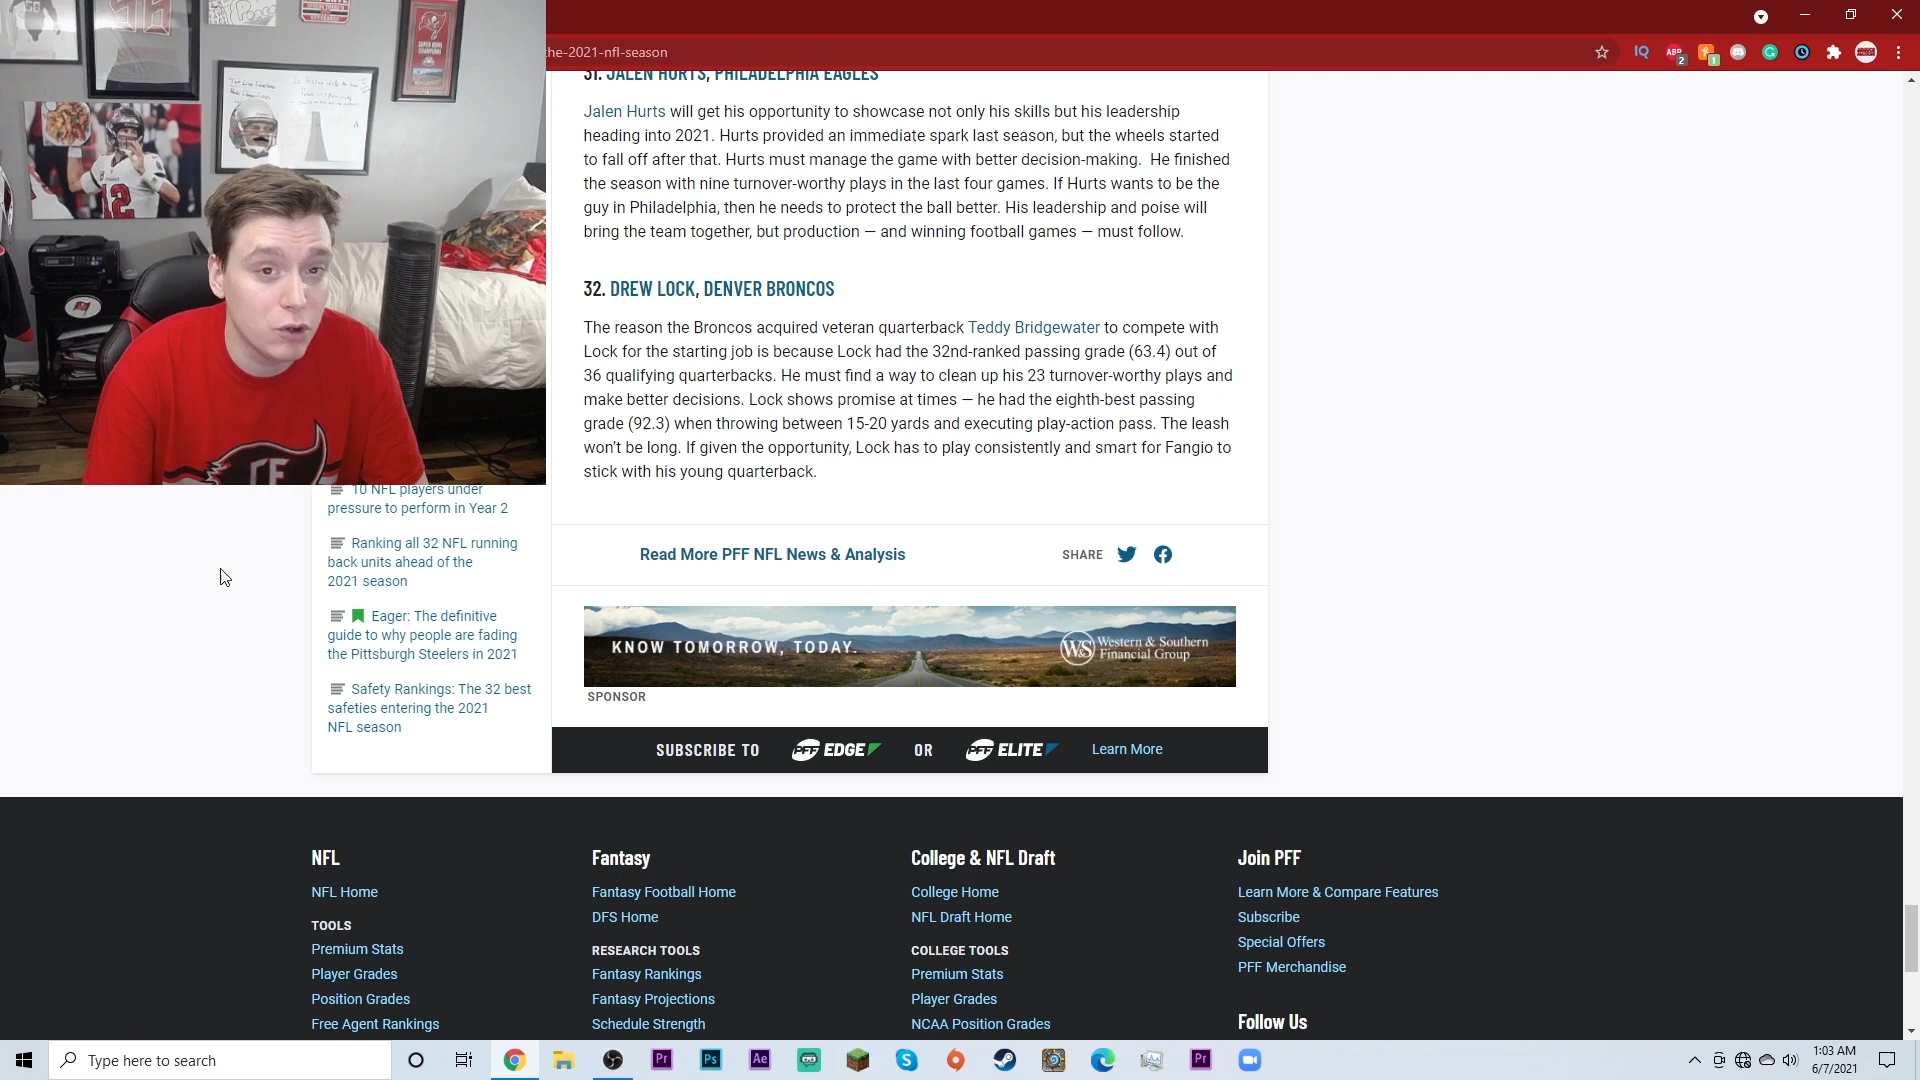 he-2021-nfl-season
31. JALEN HURTS, PHILADELPHIA EAGLES
Jalen Hurts will get his opportunity to showcase not only his skills but his leadership
heading into 2021. Hurts provided an immediate spark last season, but the wheels started
to fall off after that. Hurts must manage the game with better decision-making.  He finished
the season with nine turnover-worthy plays in the last four games. If Hurts wants to be the
guy in Philadelphia, then he needs to protect the ball better. His leadership and poise will
bring the team together, but production — and winning football games — must follow.
32. DREW LOCK, DENVER BRONCOS
The reason the Broncos acquired veteran quarterback Teddy Bridgewater to compete with
Lock for the starting job is because Lock had the 32nd-ranked passing grade (63.4) out of
36 qualifying quarterbacks. He must find a way to clean up his 23 turnover-worthy plays and
make better decisions. Lock shows promise at times — he had the eighth-best passing
grade (92.3) when throwing between 15-20 yards and executing play-action pass. The leash
won't be long. If given the opportunity, Lock has to play consistently and smart for Fangio to
stick with his young quarterback.
12
10 NFL players under
pressure to perform in Year 2
Ranking all 32 NFL running
back units ahead of the
2021 season
Eager: The definitive
guide to why people are fading
the Pittsburgh Steelers in 2021
Safety Rankings: The 32 best
safeties entering the 2021
NFL season
Read More PFF NFL News & Analysis
SHARE
KNOW TOMORROW, TODAY.
W&S Western & Southern
Financial Group
SPONSOR
SUBSCRIBE TO PFF EDGE OR PFF ELITE Learn More
NFL
NFL Home
TOOLS
Premium Stats
Player Grades
Position Grades
Free Agent Rankings
Fantasy
Fantasy Football Home
DFS Home
RESEARCH TOOLS
Fantasy Rankings
Fantasy Projections
Schedule Strength
College & NFL Draft
College Home
NFL Draft Home
COLLEGE TOOLS
Premium Stats
Player Grades
NCAA Position Grades
Join PFF
Learn More & Compare Features
Subscribe
Special Offers
PFF Merchandise
Follow Us
Type here to search
1:03 AM
6/7/2021